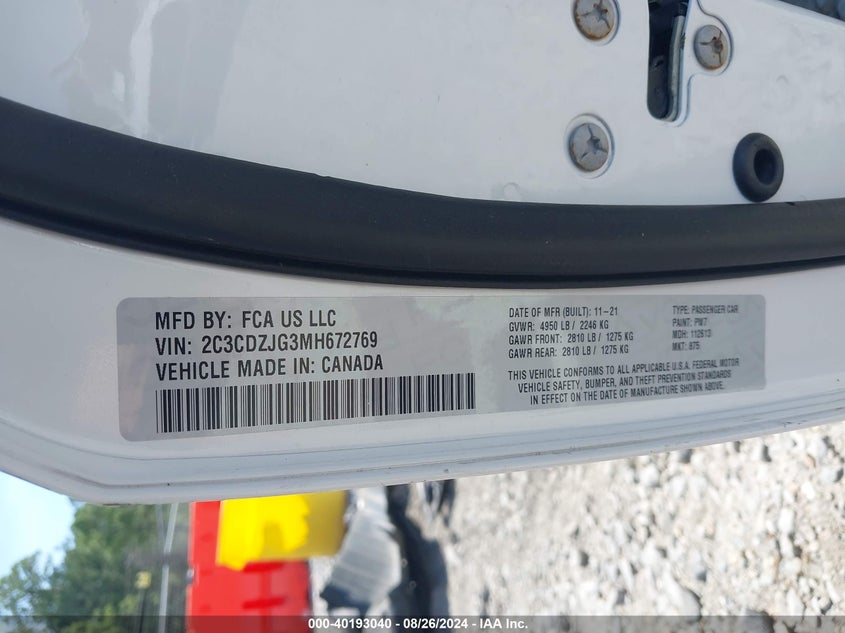 MFD BY: FCA US LLC
VIN: 2C3CDZJG3MH672769
VEHICLE MADE IN: CANADA
DATE OF MFR (BUILT): 11-21
GVWR: 4950 LB / 2246 KG
GAWR FRONT: 2810 LB / 1275 KG
GAWR REAR: 2810 LB / 1275 KG
TYPE: PASSENGER CAR
PAINT: PW7
MDH: 112613
MKT: 875
THIS VEHICLE CONFORMS TO ALL APPLICABLE U.S.A. FEDERAL MOTOR
VEHICLE SAFETY, BUMPER, AND THEFT PREVENTION STANDARDS
IN EFFECT ON THE DATE OF MANUFACTURE SHOWN ABOVE.
000-40193040 - 08/26/2024 - IAA Inc.